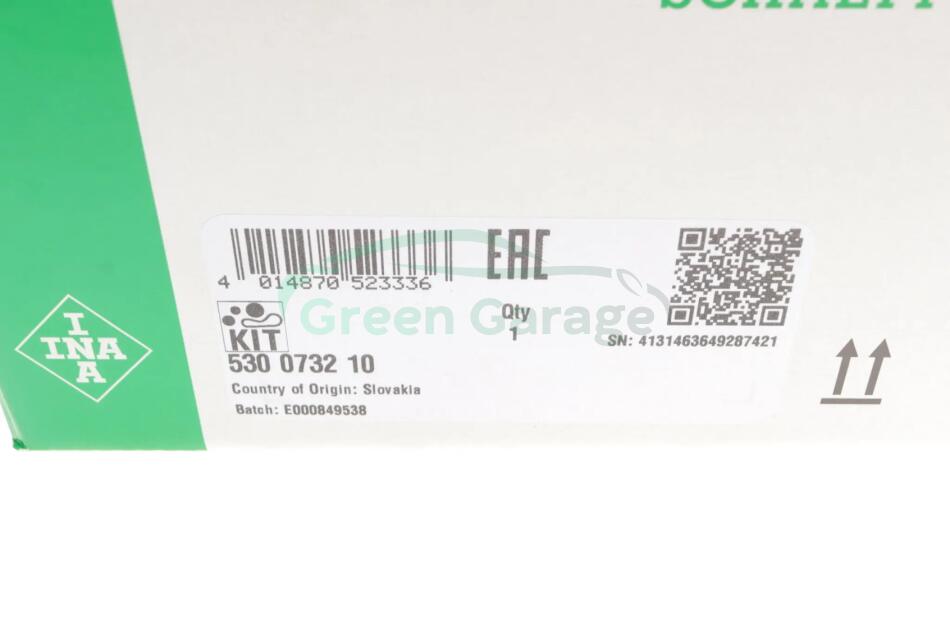 INA
INA
4 014870 523336
EAC
Green Garage
KIT
Qty
1
SN: 4131463649287421
530 0732 10
Country of Origin: Slovakia
Batch: E000849538